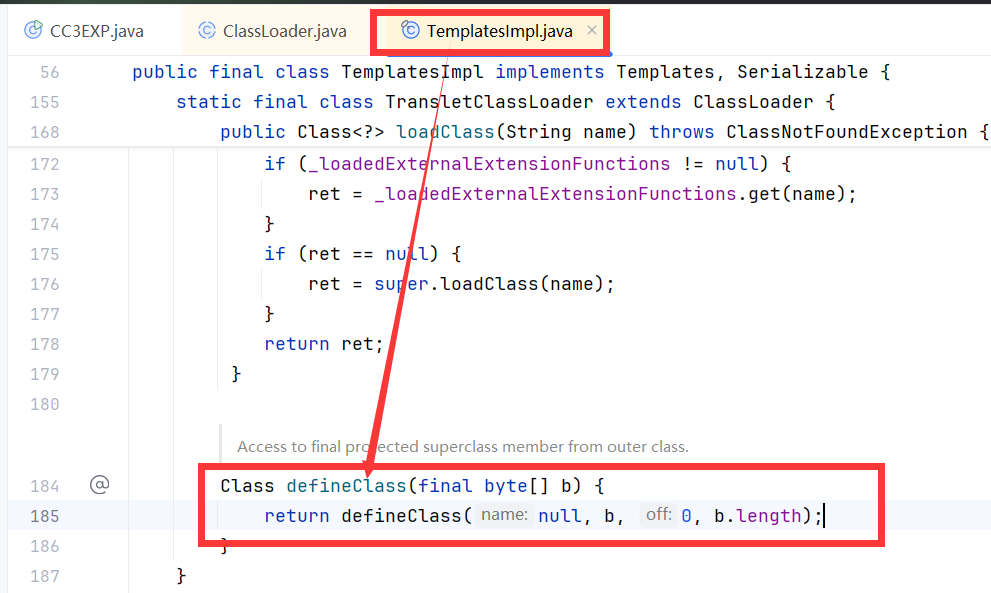 CC3EXP.java ClassLoader.java TemplatesImpl.java ×
56 public final class TemplatesImpl implements Templates, Serializable {
155 static final class TransletClassLoader extends ClassLoader {
168 public Class<?> loadClass(String name) throws ClassNotFoundException {
172 if (_loadedExternalExtensionFunctions != null) {
173 ret = _loadedExternalExtensionFunctions.get(name);
174 }
175 if (ret == null) {
176 ret = super.loadClass(name);
177 }
178 return ret;
179 }
180
Access to final protected superclass member from outer class.
184 @ Class defineClass(final byte[] b) {
185 return defineClass( name: null, b, off: 0, b.length);
186 }
187 }